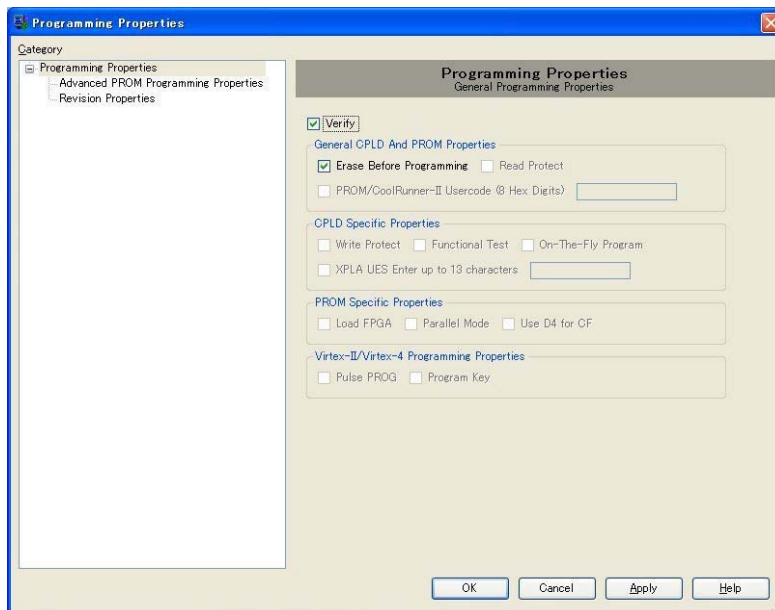 Programming Properties
Category
Programming Properties
Advanced PROM Programming Properties
Revision Properties
Programming Properties
General Programming Properties
Verify
General CPLD And PROM Properties
Erase Before Programming Read Protect
PROM/CoolRunner-II Usercode (8 Hex Digits)
CPLD Specific Properties
Write Protect Functional Test On-The-Fly Program
XPLA UES Enter up to 13 characters
PROM Specific Properties
Load FPGA Parallel Mode Use D4 for CF
Virtex-II/Virtex-4 Programming Properties
Pulse PROG Program Key
OK Cancel Apply Help